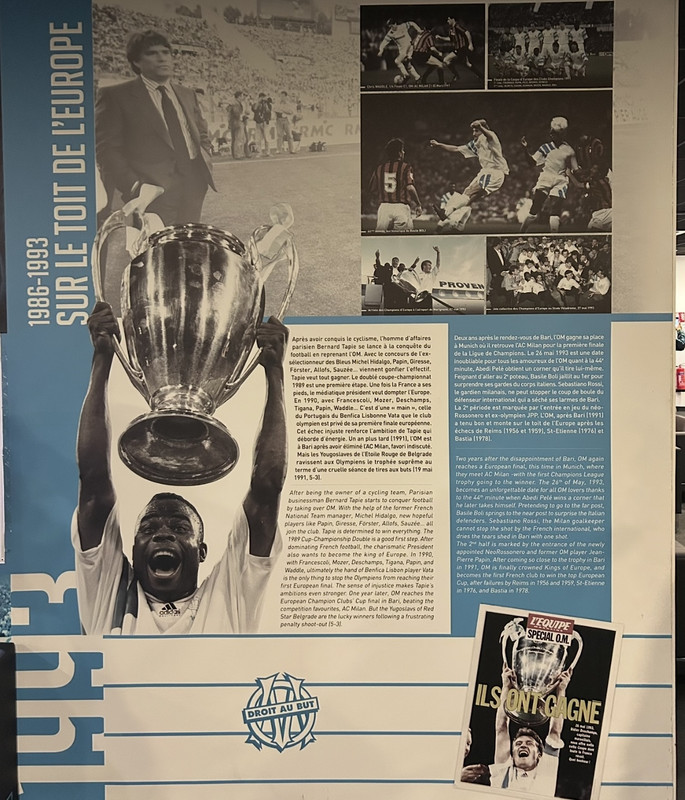 1986-1993
SUR LE TOIT DE L'EUROPE
RMC
5
PROVEN
Après avoir conquis le cyclisme, l'homme d'affaires
parisien Bernard Tapie se lance à la conquête du
football en reprenant l'OM. Avec le concours de l'ex-
sélectionneur des Bleus Michel Hidalgo, Papin, Giresse,
Förster, Allofs, Sauzée... viennent gonfler l'effectif.
Tapie veut tout gagner. Le doublé coupe-championnat
1989 est une première étape. Une fois la France à ses
pieds, le médiatique président veut dompter l'Europe.
En 1990, avec Francescoli, Mozer, Deschamps,
Tigana, Papin, Waddle... C'est d'une « main », celle
du Portugais du Benfica Lisbonne Vata que le club
olympien est privé de sa première finale européenne.
Cet échec injuste renforce l'ambition de Tapie qui
déborde d'énergie. Un an plus tard (1991), l'OM est
à Bari après avoir éliminé l'AC Milan, favori indiscuté.
Mais les Yougoslaves de l'Etoile Rouge de Belgrade
ravissent aux Olympiens le trophée suprême au
terme d'une cruelle séance de tirs aux buts (19 mai
1991, 5-3).
After being the owner of a cycling team, Parisian
businessman Bernard Tapie starts to conquer football
by taking over OM. With the help of the former French
National Team manager, Michel Hidalgo, new hopeful
players like Papin, Giresse, Förster, Allofs, Sauzée... all
join the club. Tapie is determined to win everything. The
1989 Cup-Championship Double is a good first step. After
dominating French football, the charismatic President
also wants to become the king of Europe. In 1990,
with Francescoli, Mozer, Deschamps, Tigana, Papin, and
Waddle, ultimately the hand of Benfica Lisbon player Vata
is the only thing to stop the Olympiens from reaching their
first European final. The sense of injustice makes Tapie's
ambitions even stronger. One year later, OM reaches the
European Champion Clubs' Cup final in Bari, beating the
competition favourites, AC Milan. But the Yugoslavs of Red
Star Belgrade are the lucky winners following a frustrating
penalty shoot-out (5-3).
Deux ans après le rendez-vous de Bari, l'OM gagne sa place
à Munich où il retrouve l'AC Milan pour la première finale
de la Ligue de Champions. Le 26 mai 1993 est une date
inoubliable pour tous les amoureux de l'OM quant à la 44e
minute, Abedi Pelé obtient un corner qu'il tire lui-même.
Feignant d'aller au 2e poteau, Basile Boli jaillit au 1er pour
surprendre ses gardes du corps italiens. Sebastiano Rossi,
le gardien milanais, ne peut stopper le coup de boule du
défenseur international qui a séché ses larmes de Bari.
La 2e période est marquée par l'entrée en jeu du néo-
Rossonero et ex-olympien JPP. L'OM, après Bari (1991)
a tenu bon et monte sur le toit de l'Europe après les
échecs de Reims (1956 et 1959), St-Etienne (1976) et
Bastia (1978).
Two years after the disappointment of Bari, OM again
reaches a European final, this time in Munich, where
they meet AC Milan -with the first Champions League
trophy going to the winner. The 26th of May, 1993,
becomes an unforgettable date for all OM lovers thanks
to the 44th minute when Abedi Pelé wins a corner that
he later takes himself. Pretending to go to the far post,
Basile Boli springs to the near post to surprise the Italian
defenders. Sebastiano Rossi, the Milan goalkeeper
cannot stop the shot by the French international, who
dries the tears shed in Bari with one shot.
The 2nd half is marked by the entrance of the newly
appointed NeoRossonero and former OM player Jean-
Pierre Papin. After coming so close to the trophy in Bari
in 1991, OM is finally crowned Kings of Europe, and
becomes the first French club to win the top European
Cup, after failures by Reims in 1956 and 1959, St-Etienne
in 1976, and Bastia in 1978.
adidas
1993
DROIT AU BUT
L'EQUIPE
SPECIAL O.M.
ILS ONT GAGNE